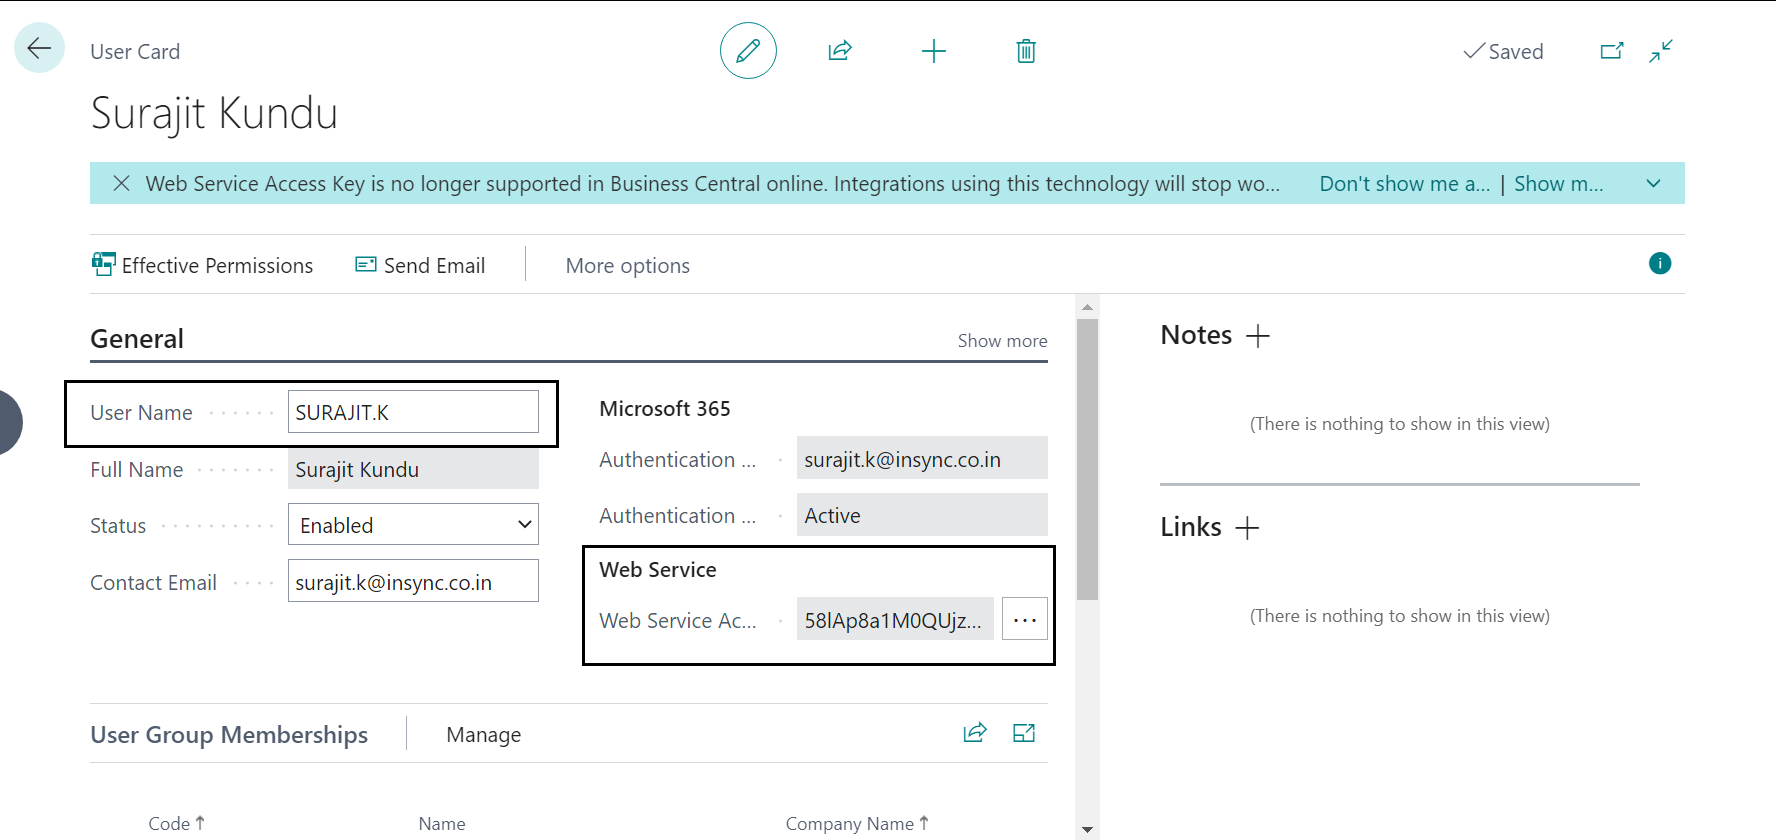 User Card
Saved
Surajit Kundu
Web Service Access Key is no longer supported in Business Central online. Integrations using this technology will stop wo... Don't show me a... | Show m...
Effective Permissions Send Email More options
General Show more
User Name SURAJIT.K
Full Name Surajit Kundu
Status Enabled
Contact Email surajit.k@insync.co.in
Microsoft 365
Authentication ... surajit.k@insync.co.in
Authentication ... Active
Web Service
Web Service Ac... 58lAp8a1M0QUjz... ...
Notes
(There is nothing to show in this view)
Links
(There is nothing to show in this view)
User Group Memberships Manage
Code ↑ Name Company Name ↑